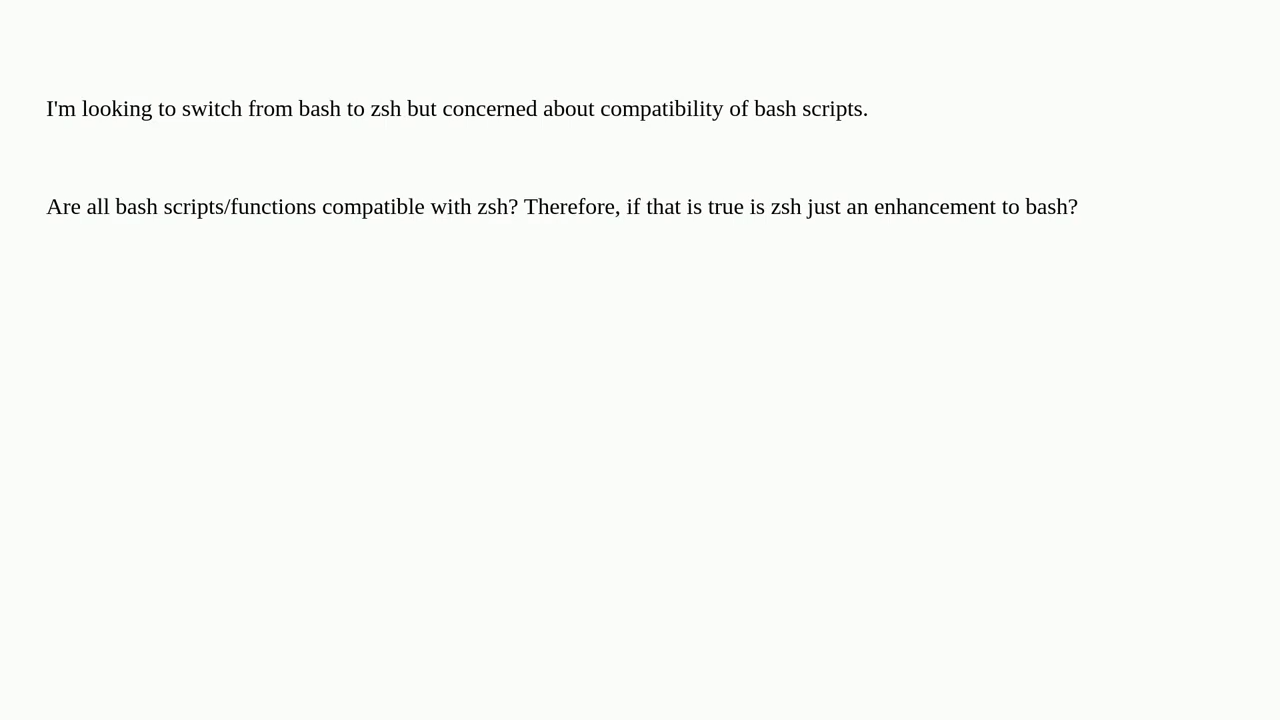 I'm looking to switch from bash to zsh but concerned about compatibility of bash scripts.
Are all bash scripts/functions compatible with zsh? Therefore, if that is true is zsh just an enhancement to bash?